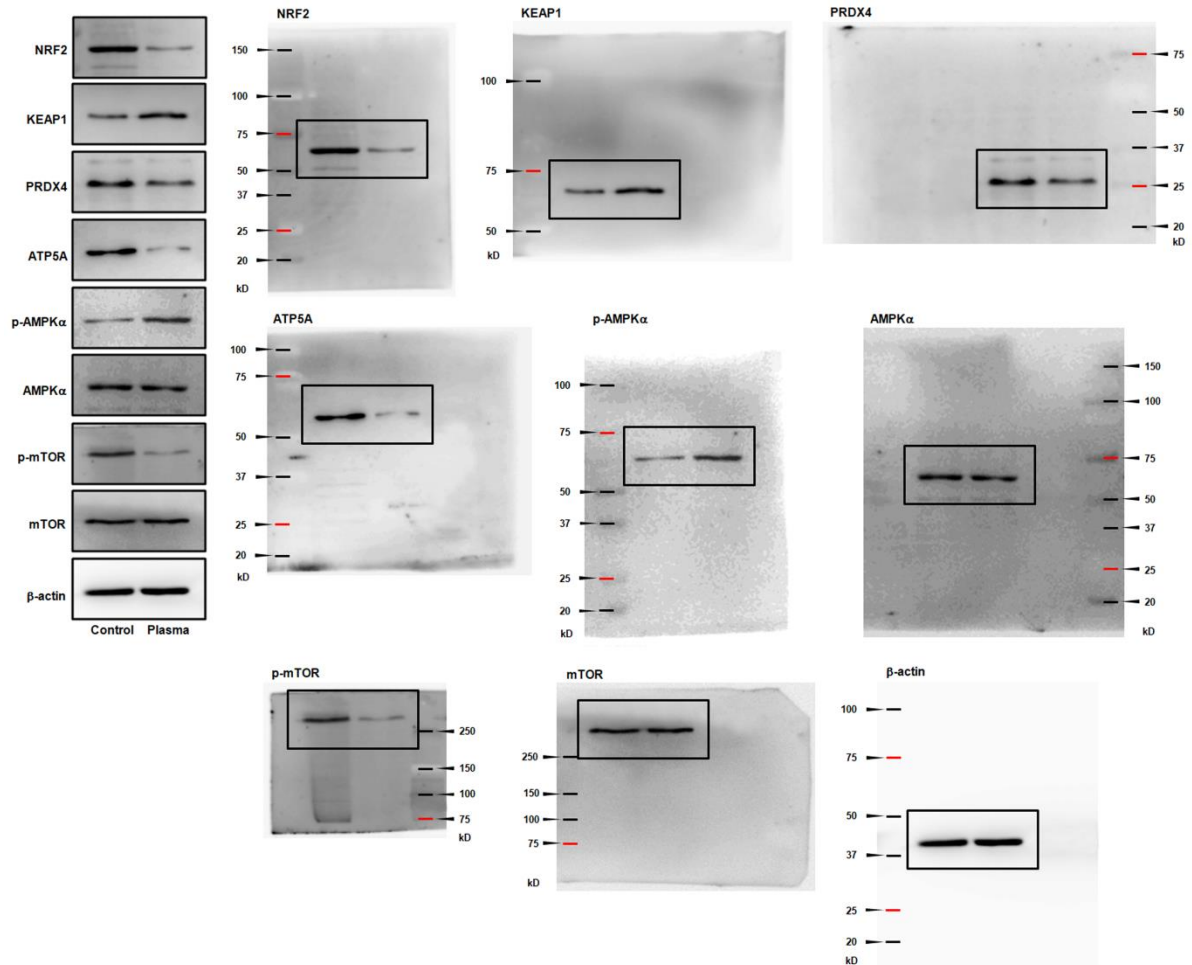 NRF2
KEAP1
PRDX4
ATP5A
p-AMPKα
AMPKα
p-mTOR
mTOR
β-actin
Control Plasma
NRF2
150
100
75
50
37
25
20
kD
KEAP1
100
75
50
kD
PRDX4
75
50
37
25
20
kD
ATP5A
100
75
50
37
25
20
kD
p-AMPKα
100
75
50
37
25
20
kD
AMPKα
150
100
75
50
37
25
20
kD
p-mTOR
250
150
100
75
kD
mTOR
250
150
100
75
kD
β-actin
100
75
50
37
25
20
kD